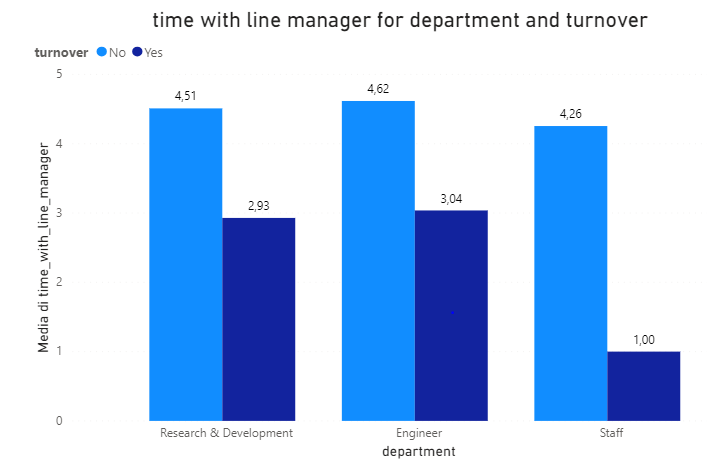 time with line manager for department and turnover
turnover No Yes
Media di time_with_line_manager
5
4
3
2
1
0
4,51
2,93
4,62
3,04
4,26
1,00
Research & Development
Engineer
Staff
department